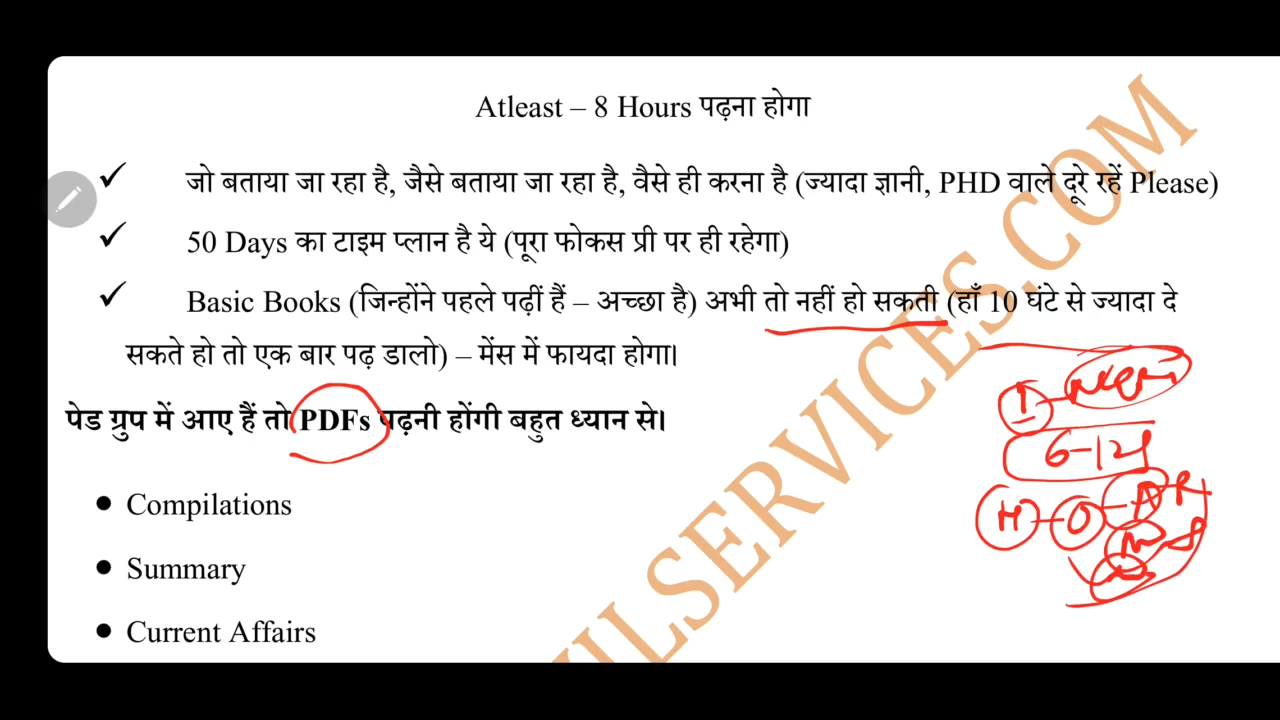 Atleast – 8 Hours पढ़ना होगा
✓ जो बताया जा रहा है, जैसे बताया जा रहा है, वैसे ही करना है (ज्यादा ज्ञानी, PHD वाले दूरे रहें Please)
✓ 50 Days का टाइम प्लान है ये (पूरा फोकस प्री पर ही रहेगा)
✓ Basic Books (जिन्होंने पहले पढ़ीं हैं – अच्छा है) अभी तो नहीं हो सकती (हाँ 10 घंटे से ज्यादा दे
सकते हो तो एक बार पढ़ डालो) – मेंस में फायदा होगा।
पेड ग्रुप में आए हैं तो PDFs पढ़नी होंगी बहुत ध्यान से।
6-12
H-O-A
• Compilations
• Summary
• Current Affairs
ILSERVICES.COM